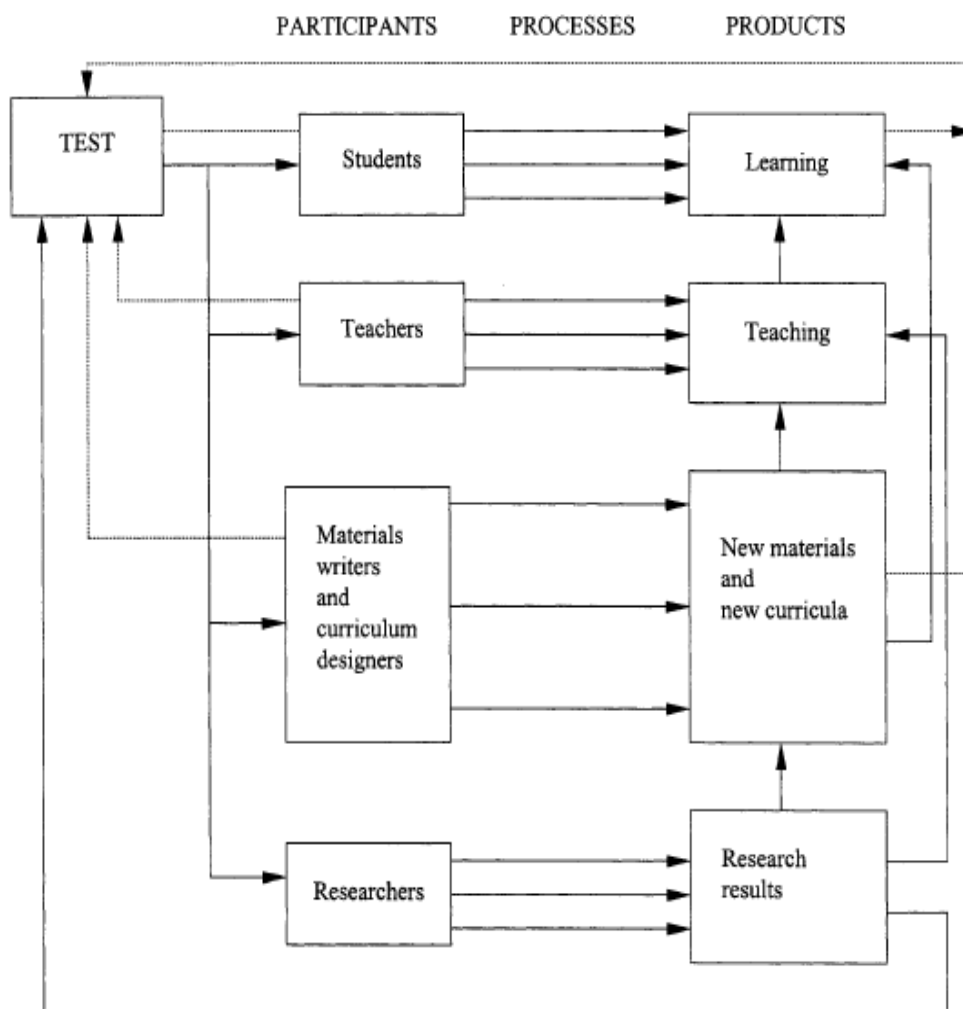 PARTICIPANTS PROCESSES PRODUCTS
TEST
Students
Learning
Teachers
Teaching
Materials
writers
and
curriculum
designers
New materials
and
new curricula
Researchers
Research
results